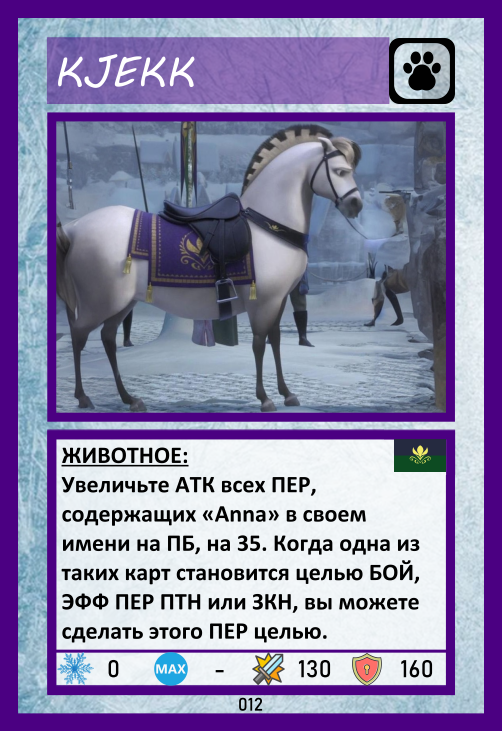 KJEKK
ЖИВОТНОЕ:
Увеличьте АТК всех ПЕР,
содержащих «Anna» в своем
имени на ПБ, на 35. Когда одна из
таких карт становится целью БОЙ,
ЭФФ ПЕР ПТН или ЗКН, вы можете
сделать этого ПЕР целью.
0 MAX - 130 160
012